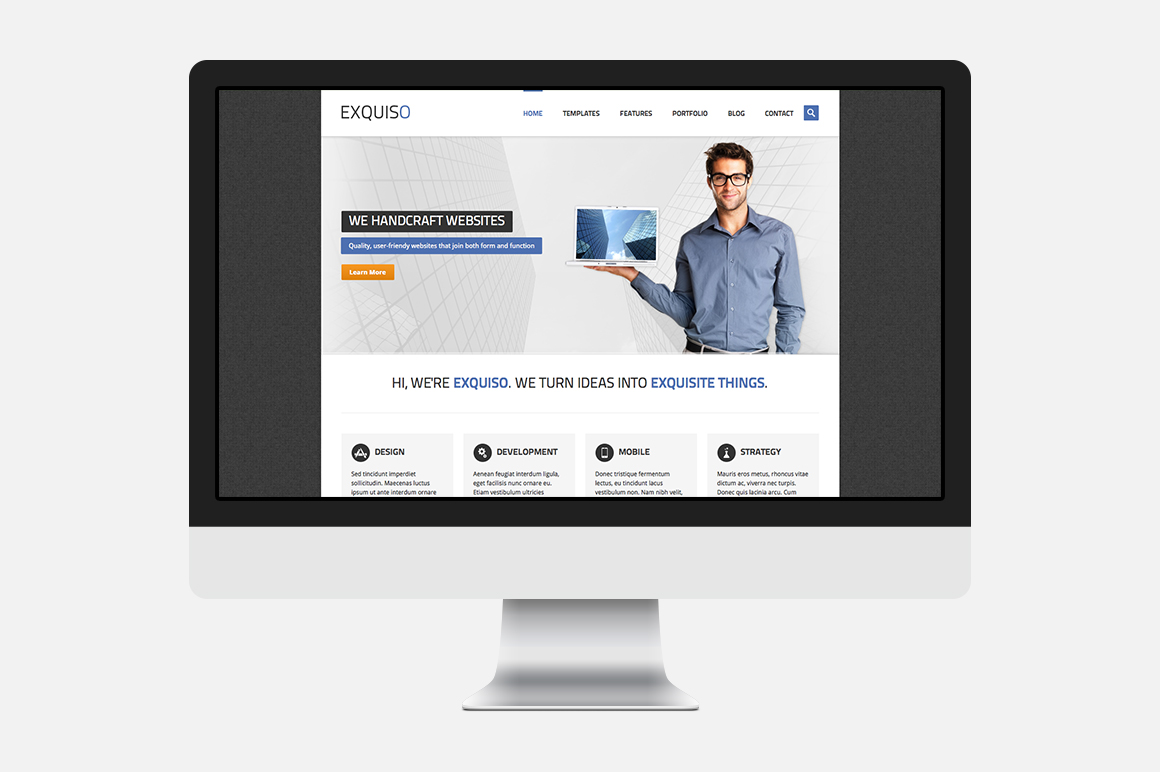 EXQUISO
HOME TEMPLATES FEATURES PORTFOLIO BLOG CONTACT
WE HANDCRAFT WEBSITES
Quality, user-friendy websites that join both form and function
Learn More
HI, WE'RE EXQUISO. WE TURN IDEAS INTO EXQUISITE THINGS.
DESIGN
Sed tincidunt imperdiet
sollicitudin. Maecenas luctus
ipsum ut ante interdum ornare
DEVELOPMENT
Aenean feugiat interdum ligula,
eget facilisis nunc ornare eu.
Etiam vestibulum ultricies
MOBILE
Donec tristique fermentum
lectus, eu tincidunt lacus
vestibulum non. Nam nibh velit,
STRATEGY
Mauris eros metus, rhoncus vitae
dictum ac, viverra nec turpis.
Donec quis lacinia arcu. Cum